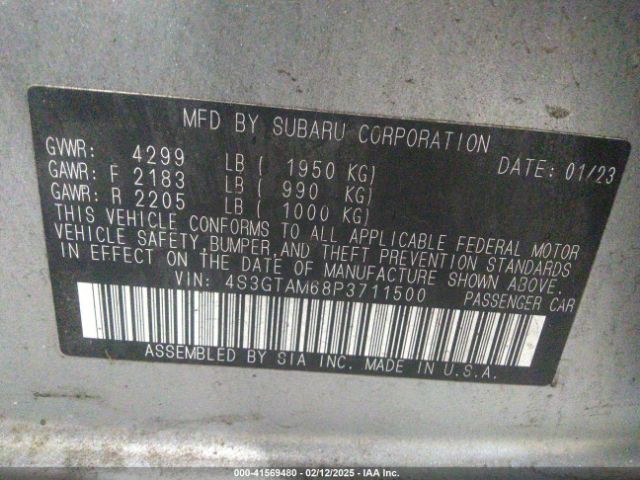 MFD BY SUBARU CORPORATION
GVWR: 4299 LB ( 1950 KG) DATE: 01/23
GAWR: F 2183 LB ( 990 KG)
GAWR: R 2205 LB ( 1000 KG)
THIS VEHICLE CONFORMS TO ALL APPLICABLE FEDERAL MOTOR
VEHICLE SAFETY,BUMPER,AND THEFT PREVENTION STANDARDS
IN EFFECT ON THE DATE OF MANUFACTURE SHOWN ABOVE.
VIN: 4S3GTAM68P3711500 PASSENGER CAR
ASSEMBLED BY SIA INC. MADE IN U.S.A.
000-41569480 - 02/12/2025 - IAA Inc.